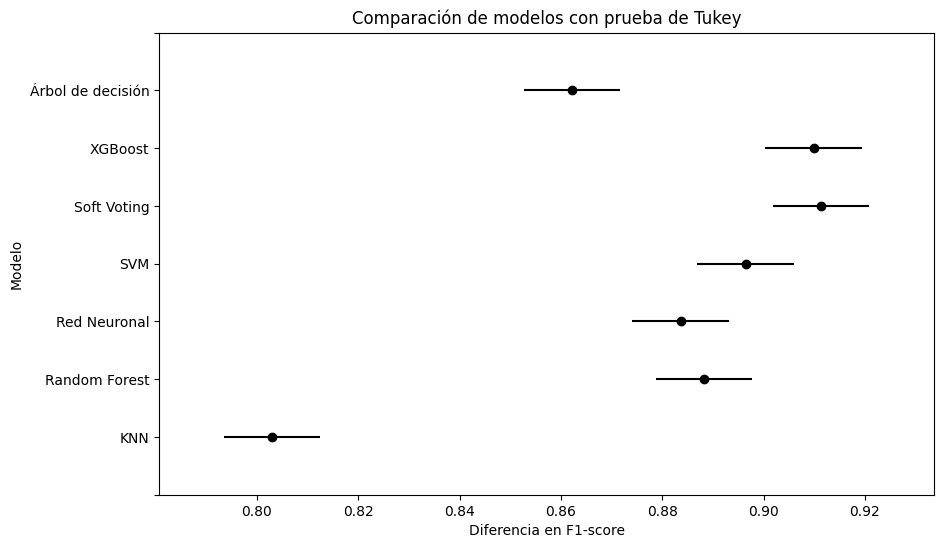 Comparación de modelos con prueba de Tukey
Modelo
Árbol de decisión
XGBoost
Soft Voting
SVM
Red Neuronal
Random Forest
KNN
0.80 0.82 0.84 0.86 0.88 0.90 0.92
Diferencia en F1-score